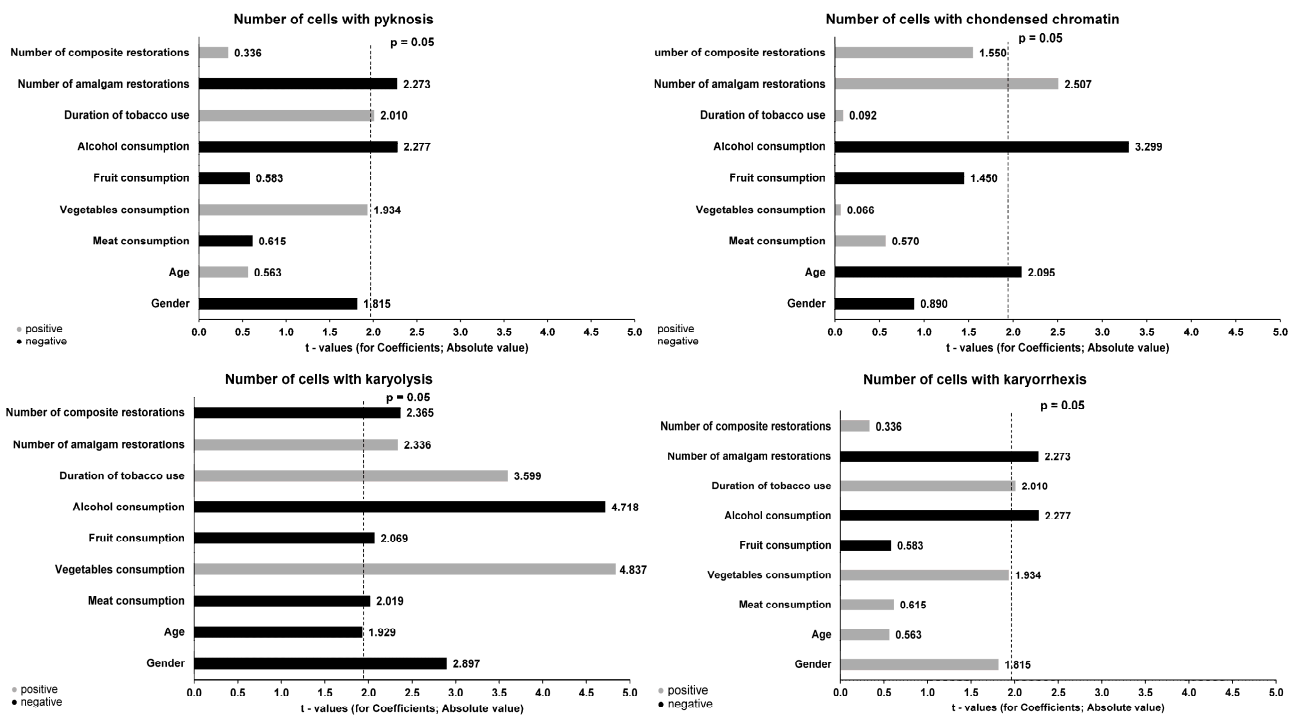 Number of cells with pyknosis
p = 0.05
Number of composite restorations 0.336
Number of amalgam restorations 2.273
Duration of tobacco use 2.010
Alcohol consumption 2.277
Fruit consumption 0.583
Vegetables consumption 1.934
Meat consumption 0.615
Age 0.563
Gender 1.815
positive
negative
0.0 0.5 1.0 1.5 2.0 2.5 3.0 3.5 4.0 4.5 5.0
t - values (for Coefficients; Absolute value)
Number of cells with chondensed chromatin
p = 0.05
umber of composite restorations 1.550
Number of amalgam restorations 2.507
Duration of tobacco use 0.092
Alcohol consumption 3.299
Fruit consumption 1.450
Vegetables consumption 0.066
Meat consumption 0.570
Age 2.095
Gender 0.890
positive
negative
0.0 0.5 1.0 1.5 2.0 2.5 3.0 3.5 4.0 4.5 5.0
t - values (for Coefficients; Absolute value)
Number of cells with karyolysis
p = 0.05
Number of composite restorations 2.365
Number of amalgam restorations 2.336
Duration of tobacco use 3.599
Alcohol consumption 4.718
Fruit consumption 2.069
Vegetables consumption 4.837
Meat consumption 2.019
Age 1.929
Gender 2.897
positive
negative
0.0 0.5 1.0 1.5 2.0 2.5 3.0 3.5 4.0 4.5 5.0
t - values (for Coefficients; Absolute value)
Number of cells with karyorrhexis
p = 0.05
Number of composite restorations 0.336
Number of amalgam restorations 2.273
Duration of tobacco use 2.010
Alcohol consumption 2.277
Fruit consumption 0.583
Vegetables consumption 1.934
Meat consumption 0.615
Age 0.563
Gender 1.815
positive
negative
0.0 0.5 1.0 1.5 2.0 2.5 3.0 3.5 4.0 4.5 5.0
t - values (for Coefficients; Absolute value)